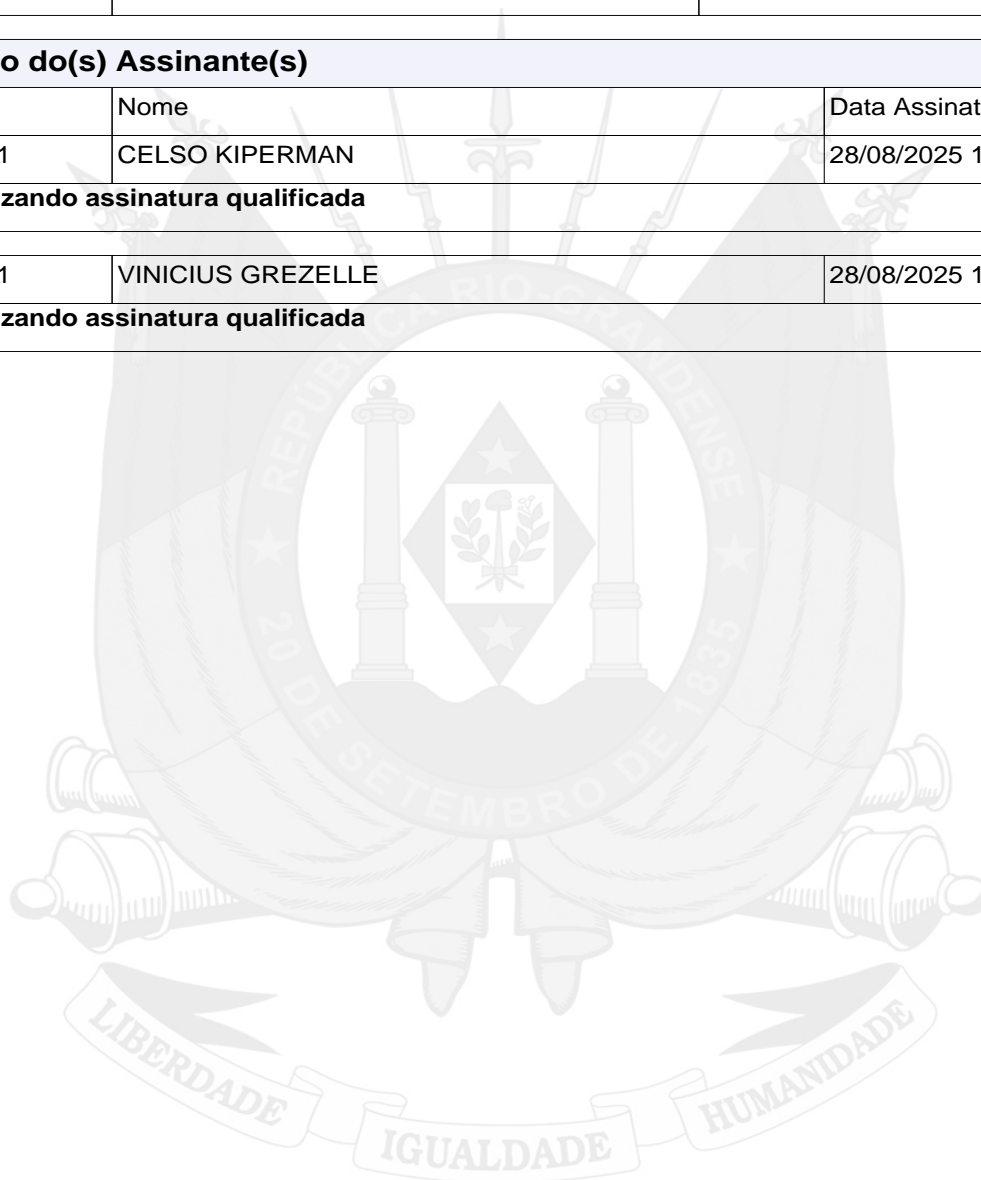 o do(s) Assinante(s)
Nome Data Assinat
1 CELSO KIPERMAN 28/08/2025 1
zando assinatura qualificada
1 VINICIUS GREZELLE 28/08/2025 1
zando assinatura qualificada
REPÚBLICA RIO-GRANDENSE
20 DE SETEMBRO DE 1835
LIBERDADE
IGUALDADE
HUMANIDADE